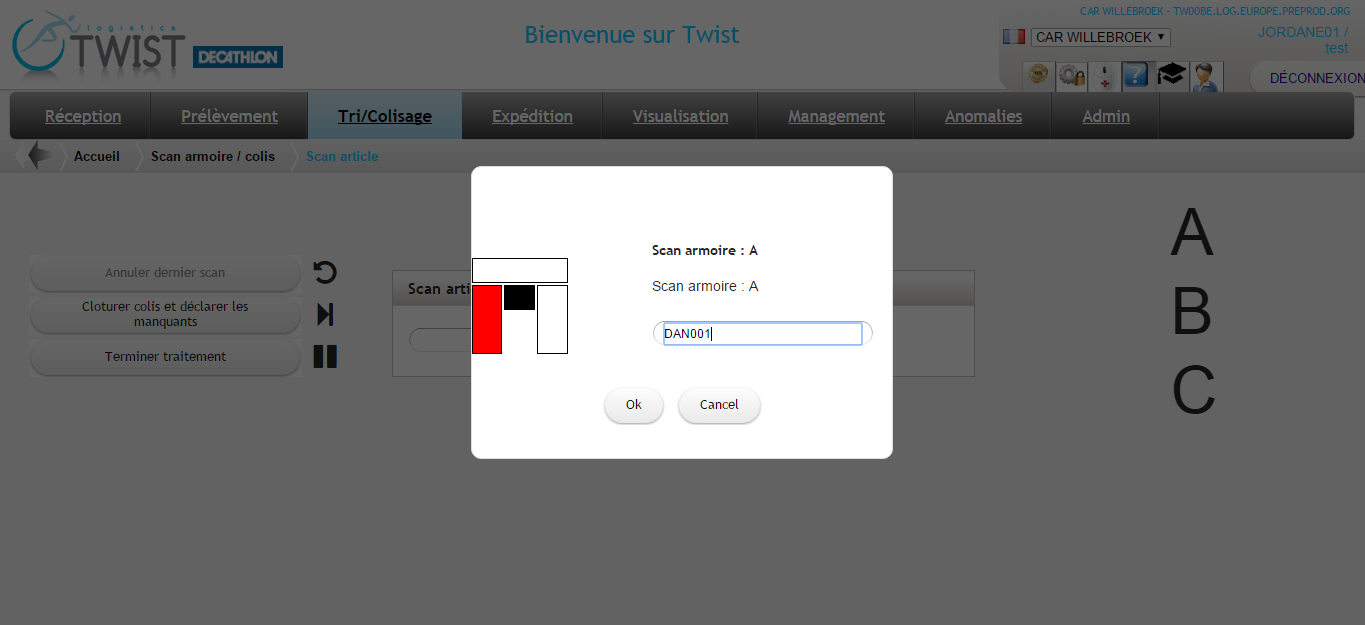 CAR WILLEBROEK - TW00BE.LOG.EUROPE.PREPROD.ORG
logistics
TWIST DECATHLON
Bienvenue sur Twist
CAR WILLEBROEK
JORDANE01 /
test
DÉCONNEXION
Réception Prélèvement Tri/Colisage Expédition Visualisation Management Anomalies Admin
Accueil Scan armoire / colis Scan article
Annuler dernier scan
Cloturer colis et déclarer les
manquants
Terminer traitement
Scan arti
Scan armoire : A
Scan armoire : A
DAN001
Ok Cancel
A
B
C